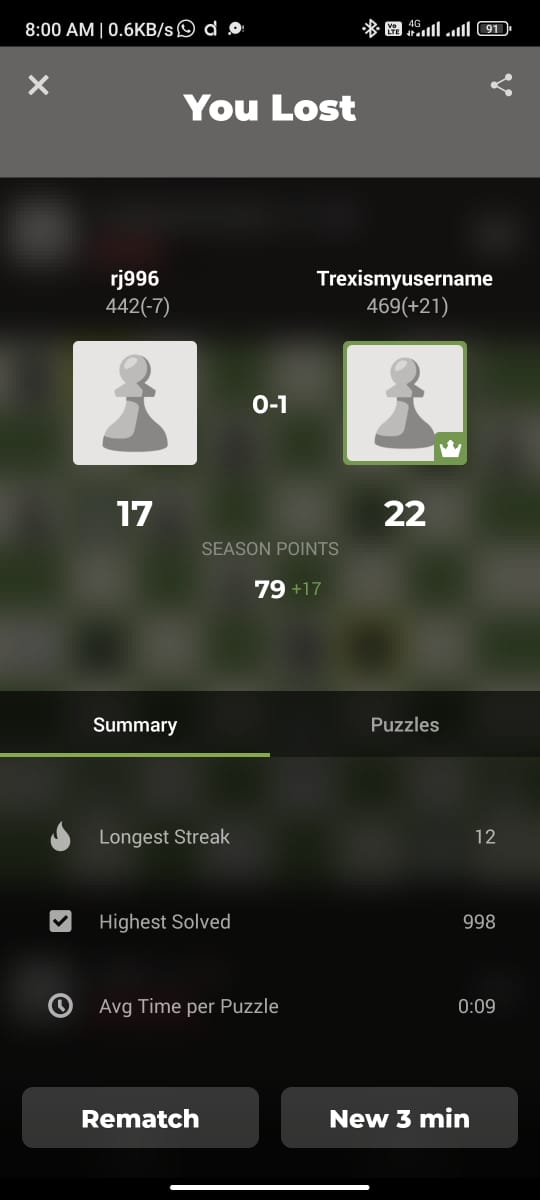 8:00 AM | 0.6KB/s
Vo LTE 4G 91
You Lost
rj996 Trexismyusername
442(-7) 469(+21)
0-1
17 22
SEASON POINTS
79 +17
Summary Puzzles
Longest Streak 12
Highest Solved 998
Avg Time per Puzzle 0:09
Rematch New 3 min